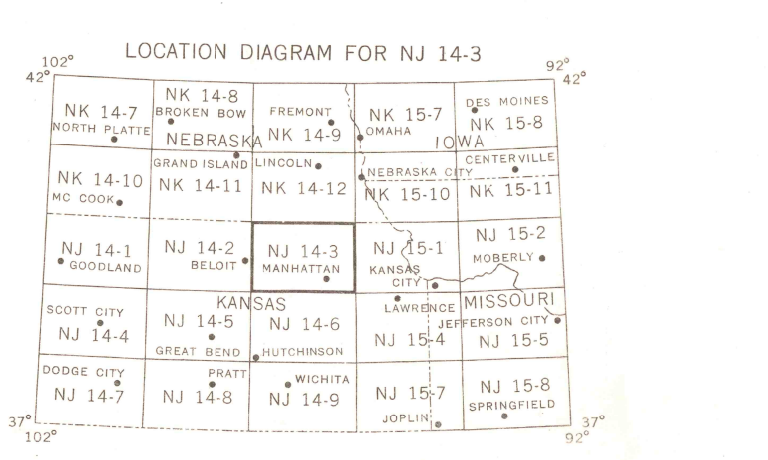 LOCATION DIAGRAM FOR NJ 14-3
102°
92°
42°
42°
NK 14-7
NORTH PLATTE
NK 14-8
BROKEN BOW
FREMONT
NK 14-9
NK 15-7
OMAHA
DES MOINES
NK 15-8
NEBRASKA
IOWA
NK 14-10
MC COOK
GRAND ISLAND
NK 14-11
LINCOLN
NK 14-12
NEBRASKA CITY
NK 15-10
CENTERVILLE
NK 15-11
NJ 14-1
GOODLAND
NJ 14-2
BELOIT
NJ 14-3
MANHATTAN
NJ 15-1
KANSAS
CITY
NJ 15-2
MOBERLY
KANSAS
MISSOURI
SCOTT CITY
NJ 14-4
NJ 14-5
GREAT BEND
NJ 14-6
HUTCHINSON
LAWRENCE
NJ 15-4
JEFFERSON CITY
NJ 15-5
DODGE CITY
NJ 14-7
PRATT
NJ 14-8
WICHITA
NJ 14-9
NJ 15-7
JOPLIN
NJ 15-8
SPRINGFIELD
37°
37°
102°
92°